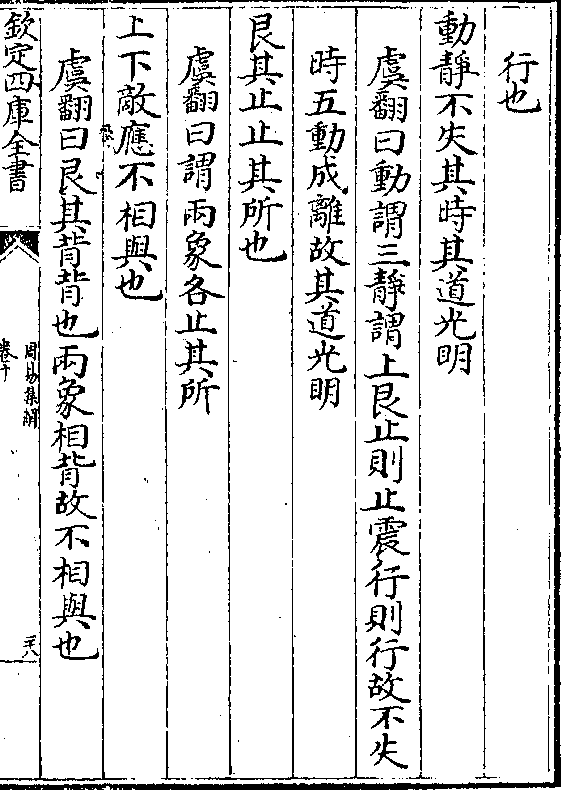 行也
動靜不失其時其道光明
虞翻曰動謂三靜謂上艮止則止震行則行故不失
時五動成離故其道光明
艮其止止其所也
虞翻曰謂兩象各止其所
上下敵應不相與也
虞翻曰艮其背背也兩象相背故不相與也
欽定四庫全書
周易集解
卷十